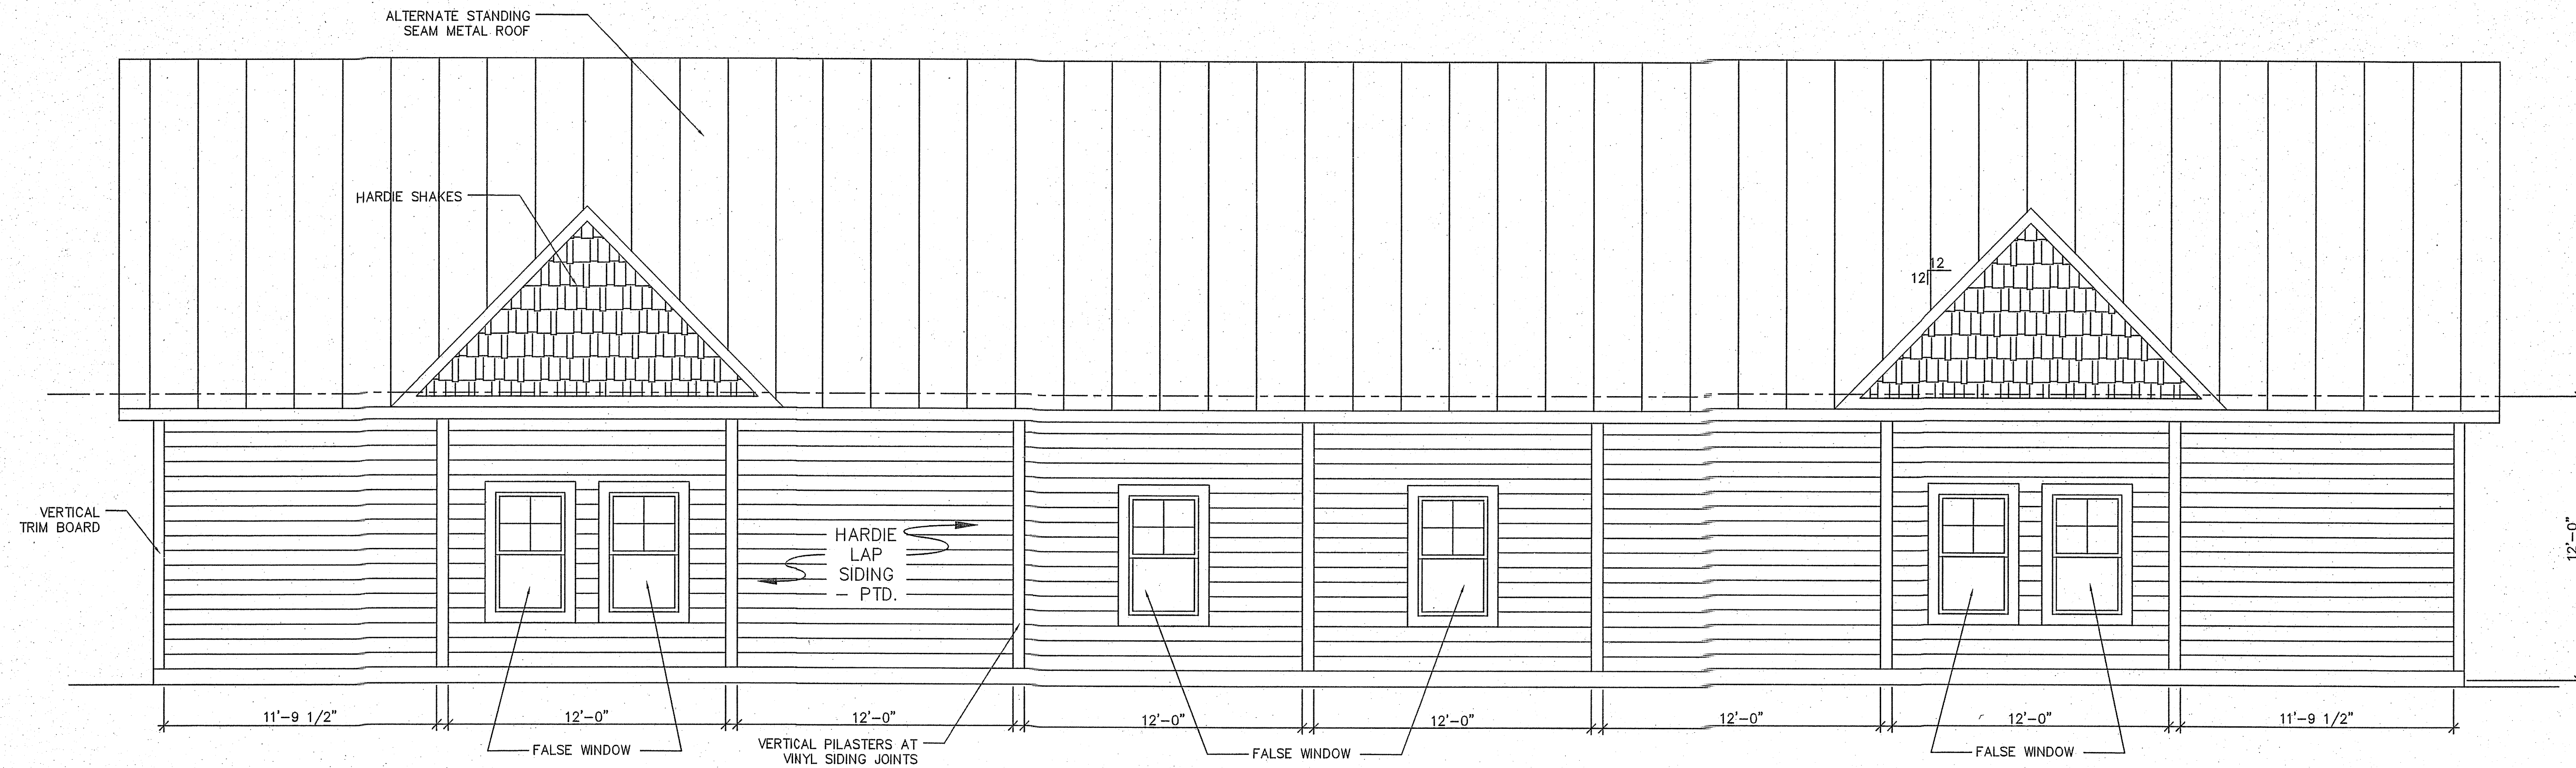 ALTERNATE STANDING
SEAM METAL ROOF
HARDIE SHAKES
12
12
VERTICAL
TRIM BOARD
HARDIE
LAP
SIDING
– PTD.
12'-0"
11'-9 1/2"
12'-0"
12'-0"
12'-0"
12'-0"
12'-0"
12'-0"
11'-9 1/2"
FALSE WINDOW
VERTICAL PILASTERS AT
VINYL SIDING JOINTS
FALSE WINDOW
FALSE WINDOW